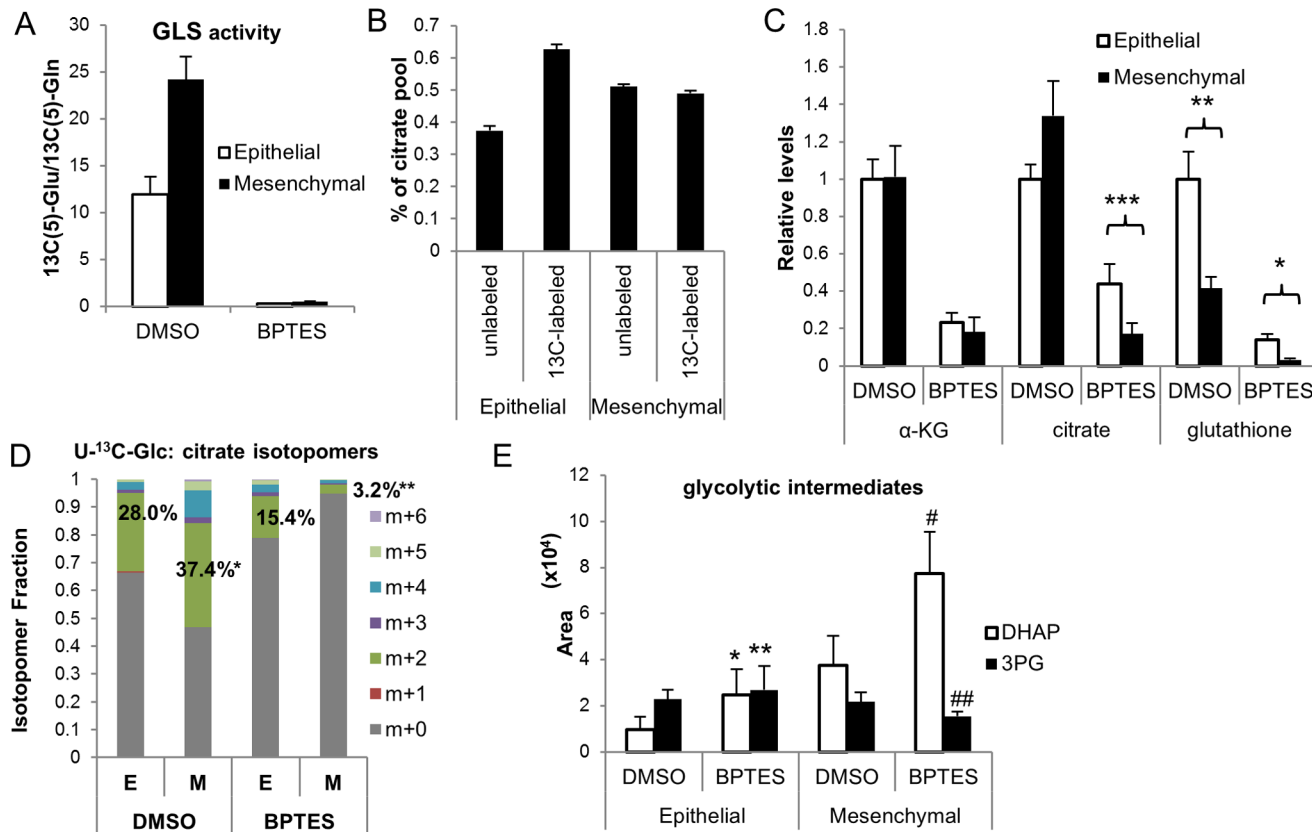 A
GLS activity
13C(5)-Glu/13C(5)-Gln
30
25
20
15
10
5
0
Epithelial
Mesenchymal
DMSO
BPTES
B
% of citrate pool
0.7
0.6
0.5
0.4
0.3
0.2
0.1
0
unlabeled
13C-labeled
unlabeled
13C-labeled
Epithelial
Mesenchymal
C
Relative levels
1.8
1.6
1.4
1.2
1
0.8
0.6
0.4
0.2
0
Epithelial
Mesenchymal
***
**
*
DMSO BPTES DMSO BPTES DMSO BPTES
α-KG citrate glutathione
D
U-¹³C-Glc: citrate isotopomers
Isotopomer Fraction
1
0.9
0.8
0.7
0.6
0.5
0.4
0.3
0.2
0.1
0
28.0%
37.4%*
15.4%
3.2%**
m+6
m+5
m+4
m+3
m+2
m+1
m+0
E M E M
DMSO BPTES
E
glycolytic intermediates
Area (x10⁴)
12
10
8
6
4
2
0
* **
#
##
DHAP
3PG
DMSO BPTES DMSO BPTES
Epithelial Mesenchymal